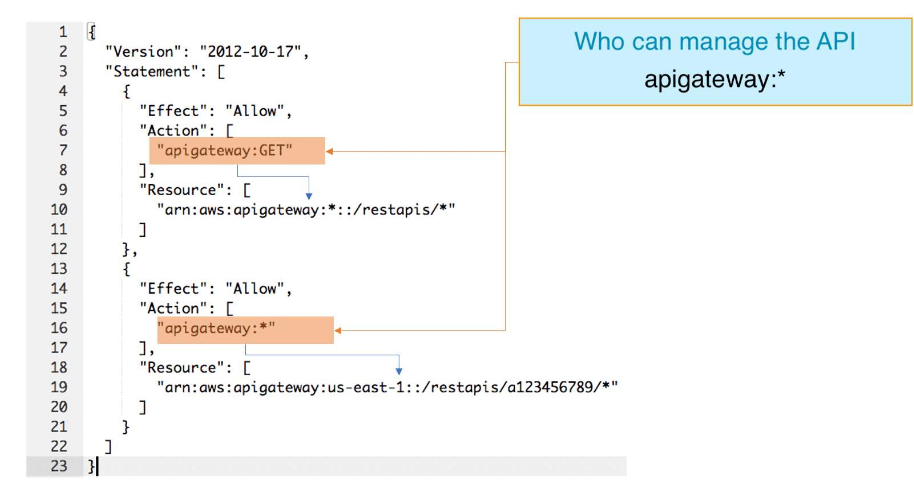 1 {
2 "Version": "2012-10-17",
3 "Statement": [
4 {
5 "Effect": "Allow",
6 "Action": [
7 "apigateway:GET"
8 ],
9 "Resource": [
10 "arn:aws:apigateway:*::/restapis/*"
11 ]
12 },
13 {
14 "Effect": "Allow",
15 "Action": [
16 "apigateway:*"
17 ],
18 "Resource": [
19 "arn:aws:apigateway:us-east-1::/restapis/a123456789/*"
20 ]
21 }
22 ]
23 }
Who can manage the API
apigateway:*